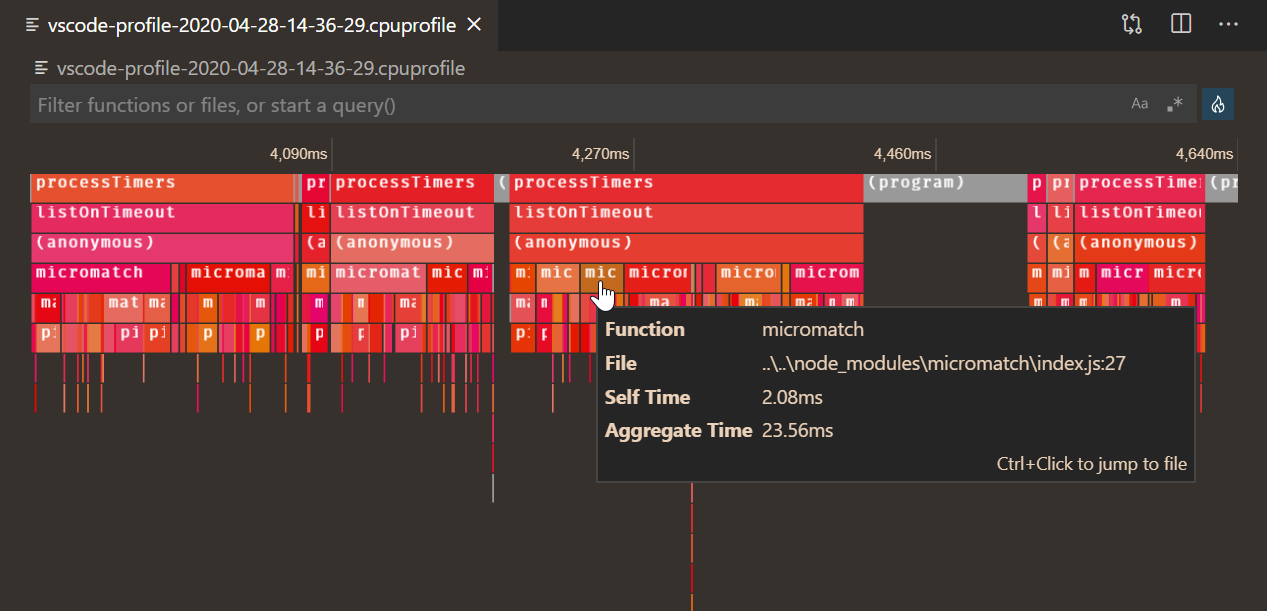 vscode-profile-2020-04-28-14-36-29.cpuprofile
vscode-profile-2020-04-28-14-36-29.cpuprofile
Filter functions or files, or start a query() Aa .*
4,090ms 4,270ms 4,460ms 4,640ms
processTimers pr processTimers ( processTimers (program) p pr processTime (pr
listOnTimeout li listOnTimeout listOnTimeout l li listOnTimeou
(anonymous) (a (anonymous) (anonymous) ( (a (anonymous)
micromatch microma m mi micromat mic m m mic mic micror micro microm m mi m micr micr
ma mat ma m m m m ma ma m ma m ma n m m m
pi pi pi p p p p pi p p
Function micromatch
File ..\..\node_modules\micromatch\index.js:27
Self Time 2.08ms
Aggregate Time 23.56ms
Ctrl+Click to jump to file